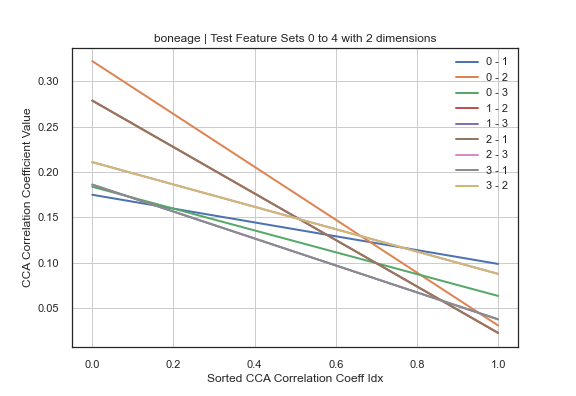 boneage | Test Feature Sets 0 to 4 with 2 dimensions
CCA Correlation Coefficient Value
0.30
0.25
0.20
0.15
0.10
0.05
0 - 1
0 - 2
0 - 3
1 - 2
1 - 3
2 - 1
2 - 3
3 - 1
3 - 2
0.0 0.2 0.4 0.6 0.8 1.0
Sorted CCA Correlation Coeff Idx